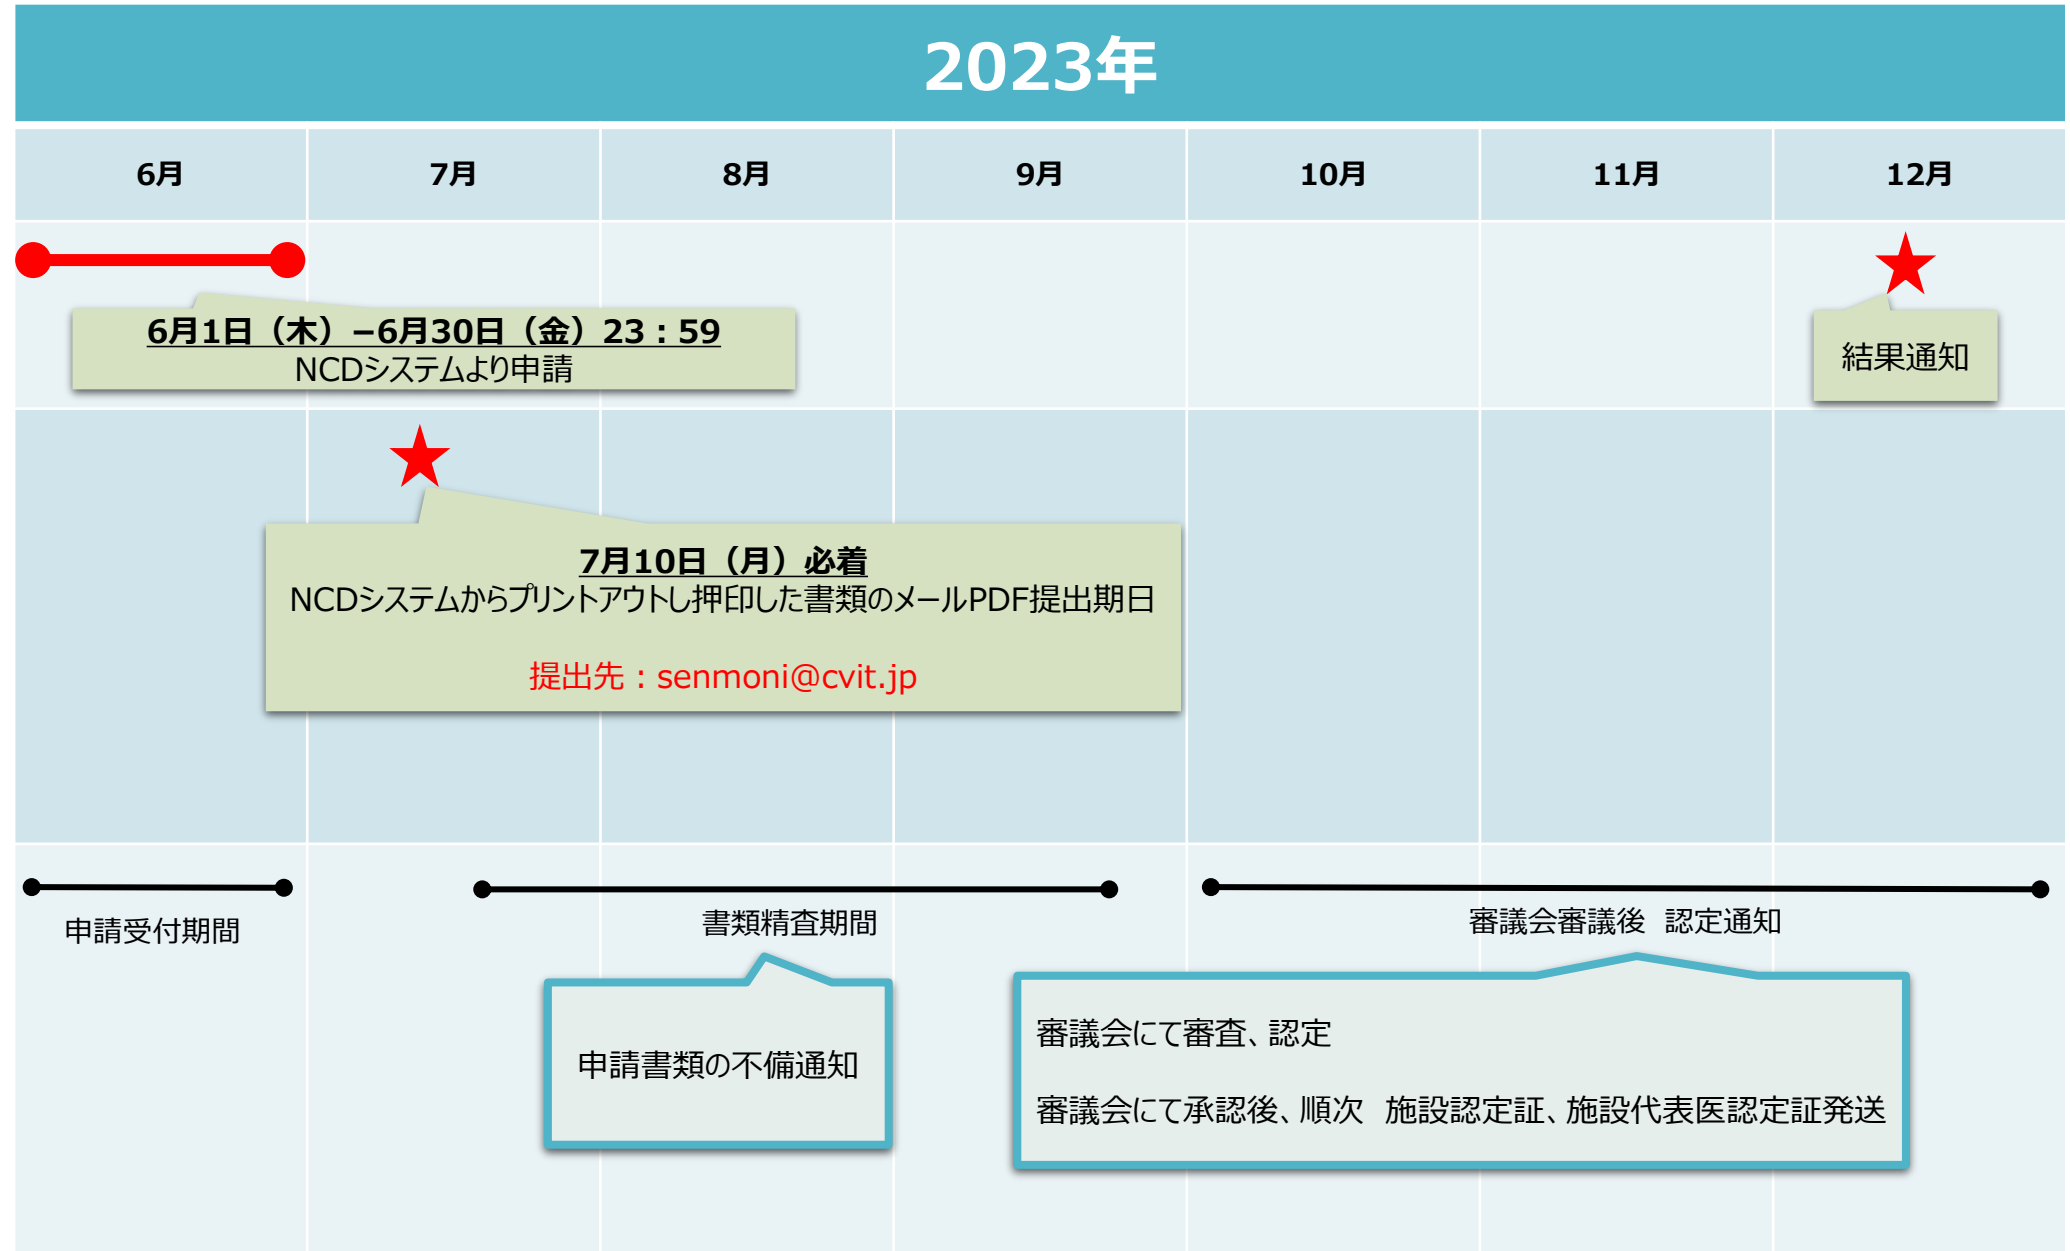 2023年
6月
7月
8月
9月
10月
11月
12月
6月1日（木）–6月30日（金）23：59
NCDシステムより申請
結果通知
7月10日（月）必着
NCDシステムからプリントアウトし押印した書類のメールPDF提出期日
提出先：senmoni@cvit.jp
申請受付期間
書類精査期間
審議会審議後　認定通知
申請書類の不備通知
審議会にて審査、認定
審議会にて承認後、順次　施設認定証、施設代表医認定証発送